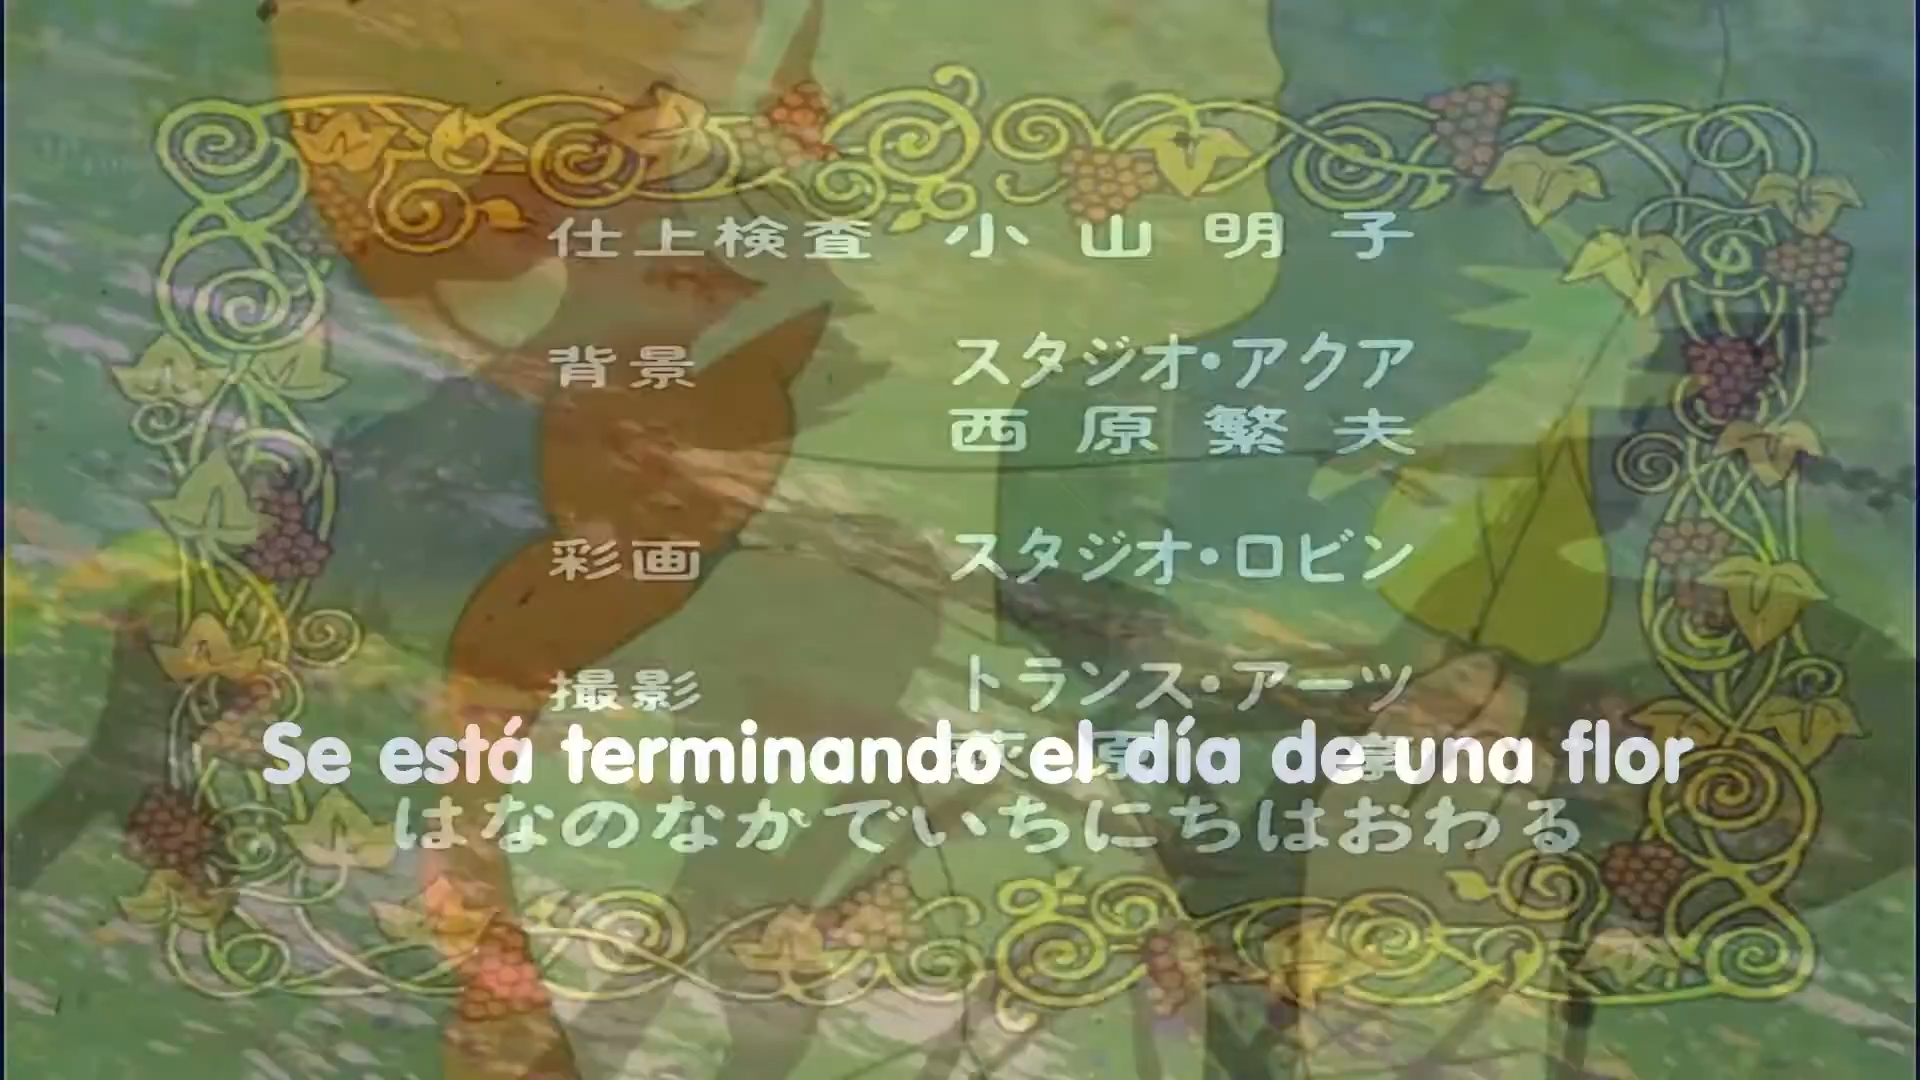 仕上検査 小山明子
背景 スタジオ・アクア
西原繁夫
彩画 スタジオ・ロビン
撮影 トランス・アーツ
Se está terminando el día de una flor
はなのなかでいちにちはおわる